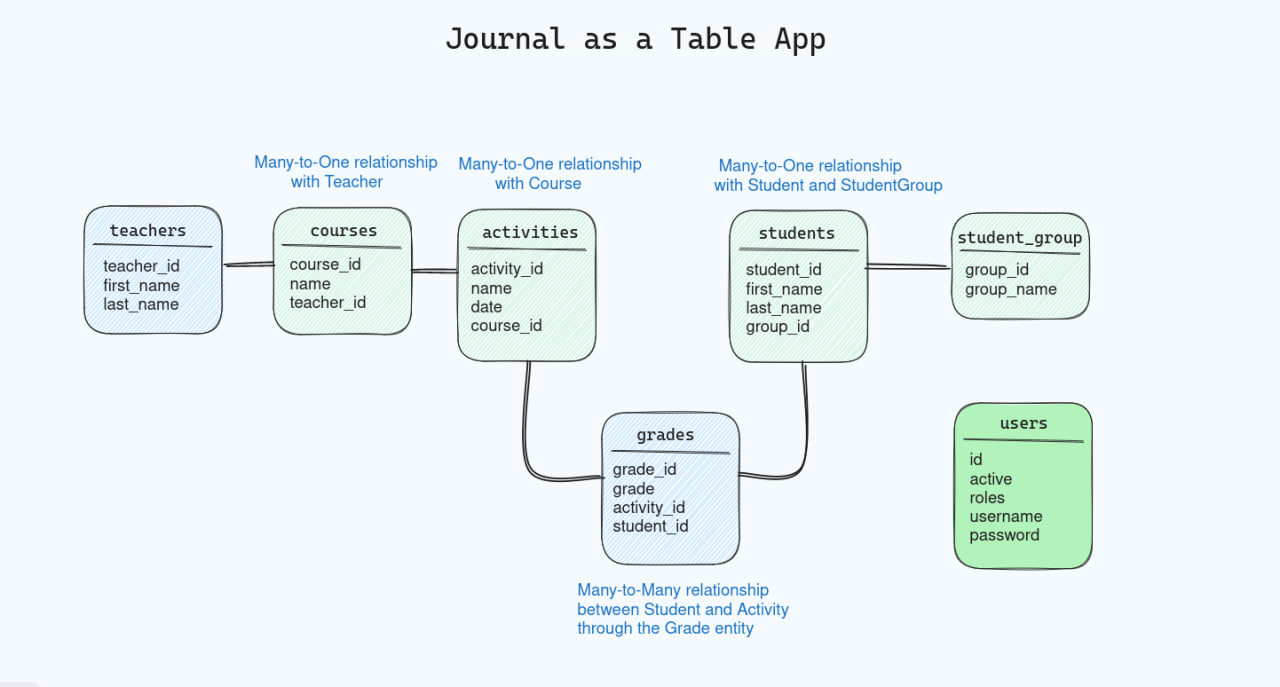 Journal as a Table App
Many-to-One relationship
with Teacher
Many-to-One relationship
with Course
Many-to-One relationship
with Student and StudentGroup
teachers
teacher_id
first_name
last_name
courses
course_id
name
teacher_id
activities
activity_id
name
date
course_id
students
student_id
first_name
last_name
group_id
student_group
group_id
group_name
grades
grade_id
grade
activity_id
student_id
users
id
active
roles
username
password
Many-to-Many relationship
between Student and Activity
through the Grade entity